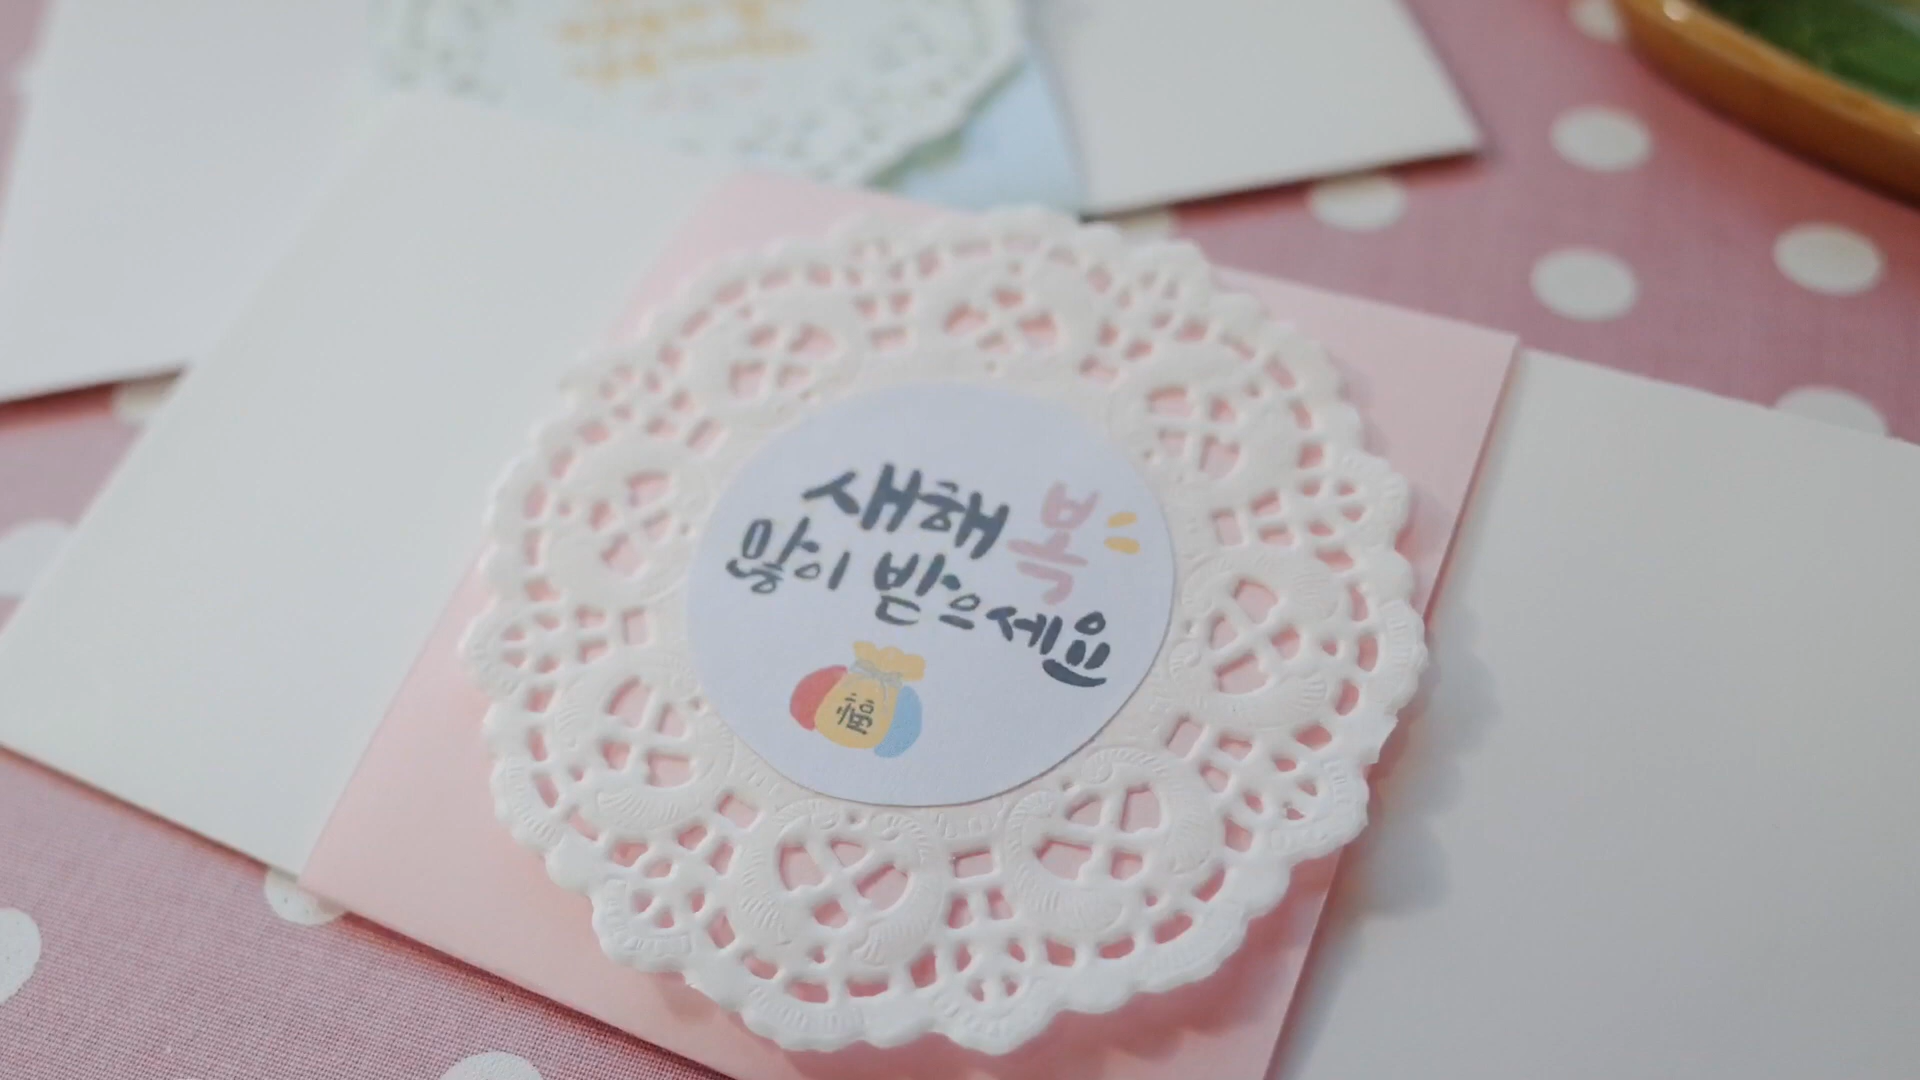 새해 복
많이 받으세요
福